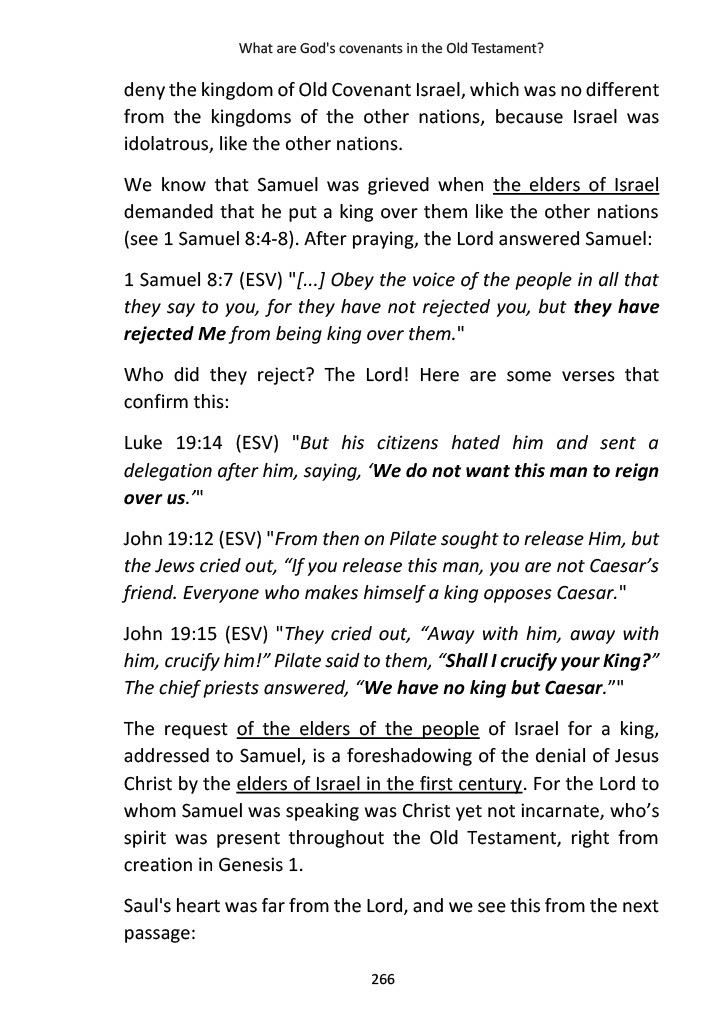 What are God's covenants in the Old Testament?
deny the kingdom of Old Covenant Israel, which was no different
from the kingdoms of the other nations, because Israel was
idolatrous, like the other nations.
We know that Samuel was grieved when the elders of Israel
demanded that he put a king over them like the other nations
(see 1 Samuel 8:4-8). After praying, the Lord answered Samuel:
1 Samuel 8:7 (ESV) "[...] Obey the voice of the people in all that
they say to you, for they have not rejected you, but they have
rejected Me from being king over them."
Who did they reject? The Lord! Here are some verses that
confirm this:
Luke 19:14 (ESV) "But his citizens hated him and sent a
delegation after him, saying, ‘We do not want this man to reign
over us.’"
John 19:12 (ESV) "From then on Pilate sought to release Him, but
the Jews cried out, “If you release this man, you are not Caesar’s
friend. Everyone who makes himself a king opposes Caesar."
John 19:15 (ESV) "They cried out, “Away with him, away with
him, crucify him!” Pilate said to them, “Shall I crucify your King?”
The chief priests answered, “We have no king but Caesar.”"
The request of the elders of the people of Israel for a king,
addressed to Samuel, is a foreshadowing of the denial of Jesus
Christ by the elders of Israel in the first century. For the Lord to
whom Samuel was speaking was Christ yet not incarnate, who’s
spirit was present throughout the Old Testament, right from
creation in Genesis 1.
Saul's heart was far from the Lord, and we see this from the next
passage:
266